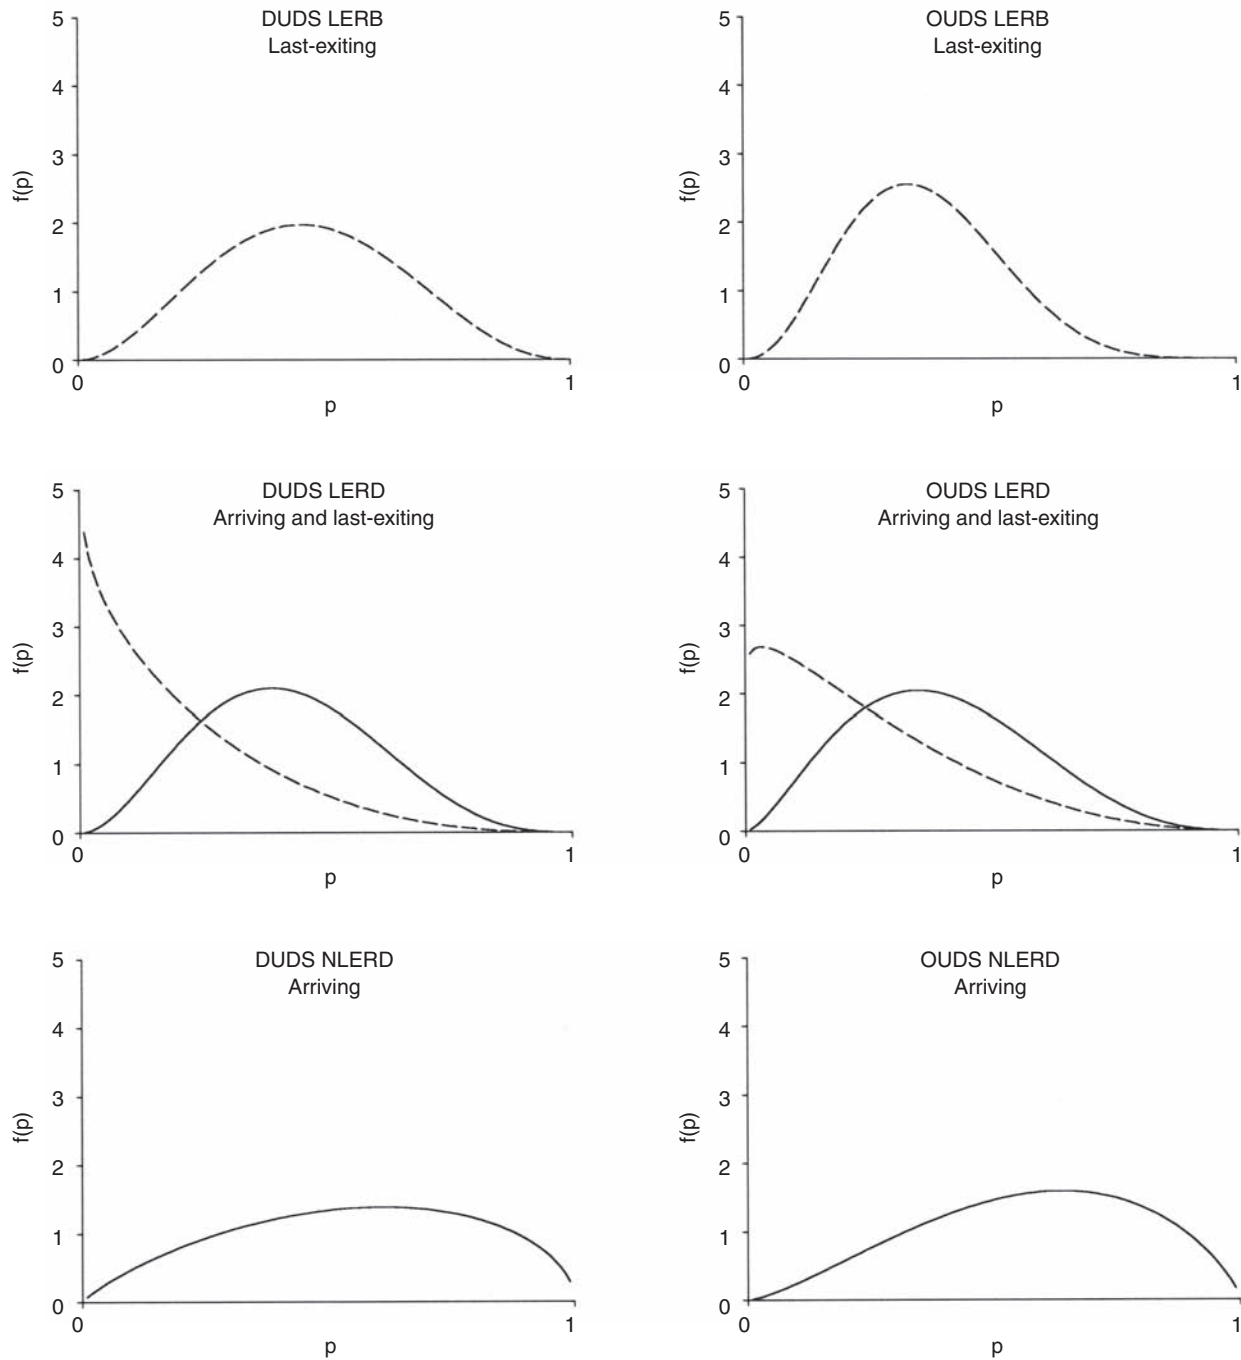 DUDS LERB
Last-exiting
5
4
3
2
1
0
f(p)
0
1
p
OUDS LERB
Last-exiting
5
4
3
2
1
0
f(p)
0
1
p
DUDS LERD
Arriving and last-exiting
5
4
3
2
1
0
f(p)
0
1
p
OUDS LERD
Arriving and last-exiting
5
4
3
2
1
0
f(p)
0
1
p
DUDS NLERD
Arriving
5
4
3
2
1
0
f(p)
0
1
p
OUDS NLERD
Arriving
5
4
3
2
1
0
f(p)
0
1
p